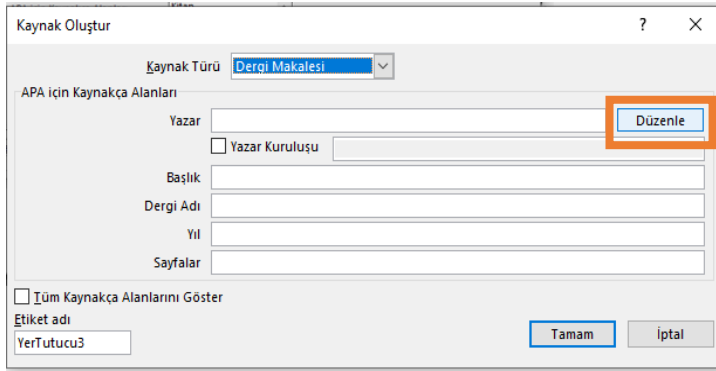 Kaynak Oluştur ? X
Kaynak Türü Dergi Makalesi
APA için Kaynakça Alanları
Yazar Düzenle
Yazar Kuruluşu
Başlık
Dergi Adı
Yıl
Sayfalar
Tüm Kaynakça Alanlarını Göster
Etiket adı
YerTutucu3 Tamam İptal